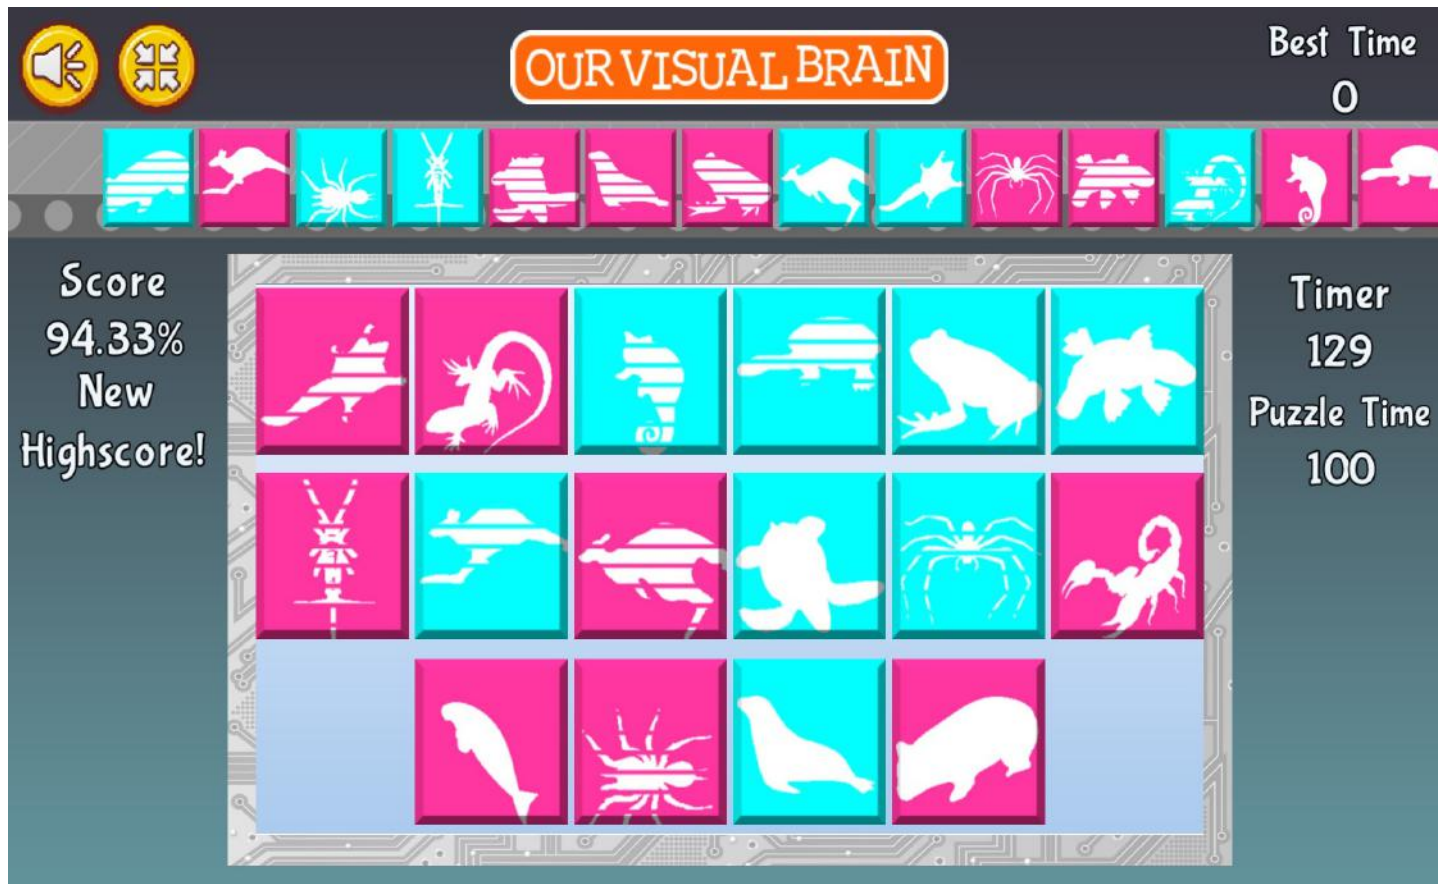 OUR VISUAL BRAIN
Best Time
0
Score
94.33%
New
Highscore!
Timer
129
Puzzle Time
100